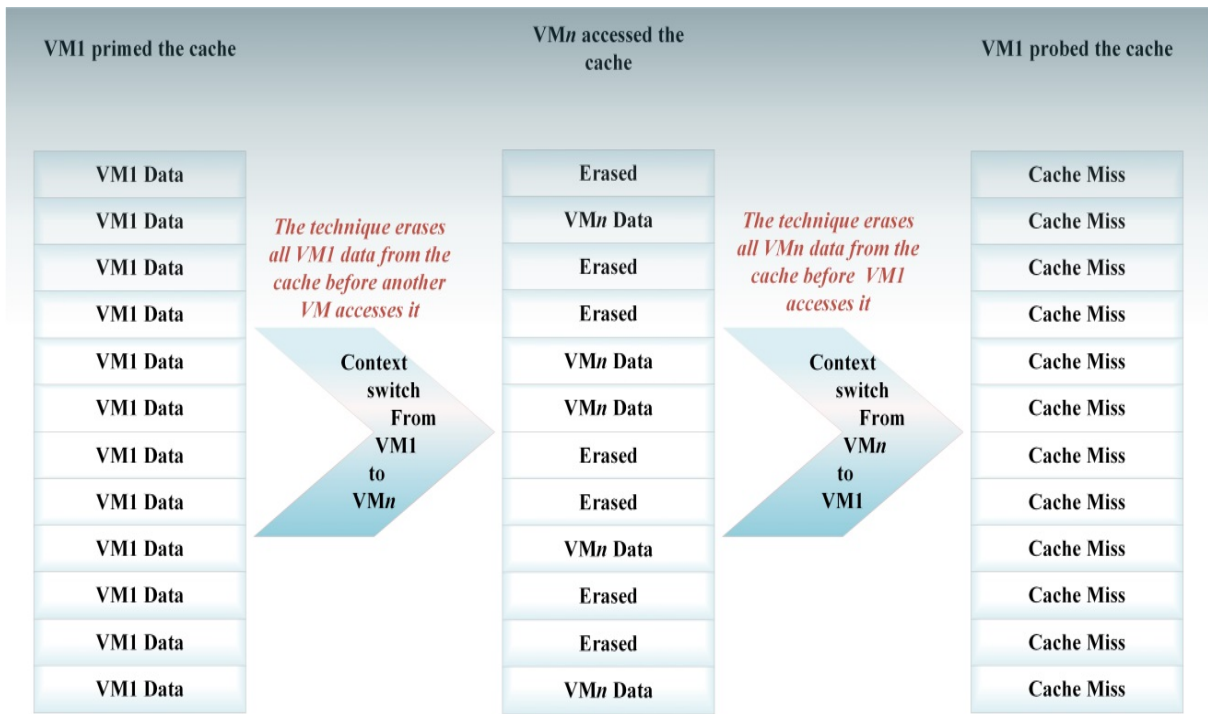 VM1 primed the cache
VMn accessed the
cache
VM1 probed the cache
VM1 Data
VM1 Data
VM1 Data
VM1 Data
VM1 Data
VM1 Data
VM1 Data
VM1 Data
VM1 Data
VM1 Data
VM1 Data
VM1 Data
The technique erases
all VM1 data from the
cache before another
VM accesses it
Context
switch
From
VM1
to
VMn
Erased
VMn Data
Erased
Erased
VMn Data
VMn Data
Erased
Erased
VMn Data
Erased
Erased
VMn Data
The technique erases
all VMn data from the
cache before VM1
accesses it
Context
switch
From
VMn
to
VM1
Cache Miss
Cache Miss
Cache Miss
Cache Miss
Cache Miss
Cache Miss
Cache Miss
Cache Miss
Cache Miss
Cache Miss
Cache Miss
Cache Miss